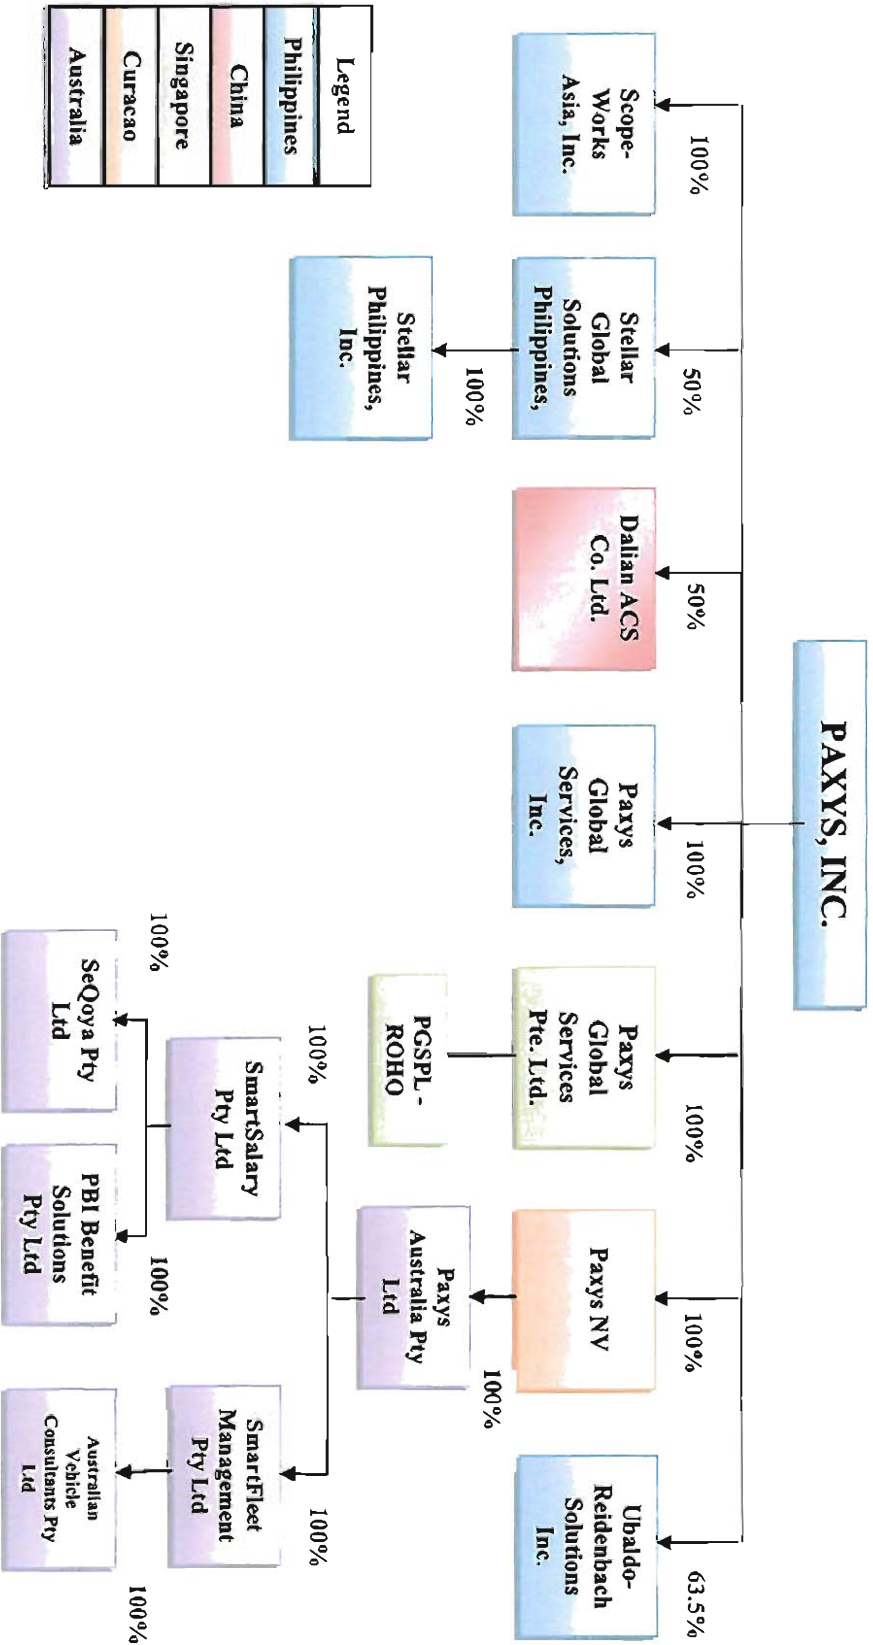 PAXYS, INC.
100%
50%
50%
100%
100%
100%
63.5%
Scope-
Works
Asia, Inc.
Stellar
Global
Solutions
Philippines,
Dalian ACS
Co. Ltd.
Paxys
Global
Services,
Inc.
Paxys
Global
Services
Pte. Ltd.
Paxys NV
Ubaldo-
Reidenbach
Solutions
Inc.
100%
100%
Stellar
Philippines,
Inc.
PGSPL -
ROHO
Paxys
Australia Pty
Ltd
100%
100%
SmartSalary
Pty Ltd
SmartFleet
Management
Pty Ltd
100%
100%
100%
SeQoya Pty
Ltd
PBI Benefit
Solutions
Pty Ltd
Australian
Vehicle
Consultants Pty
Ltd
Legend
Philippines
China
Singapore
Curacao
Australia